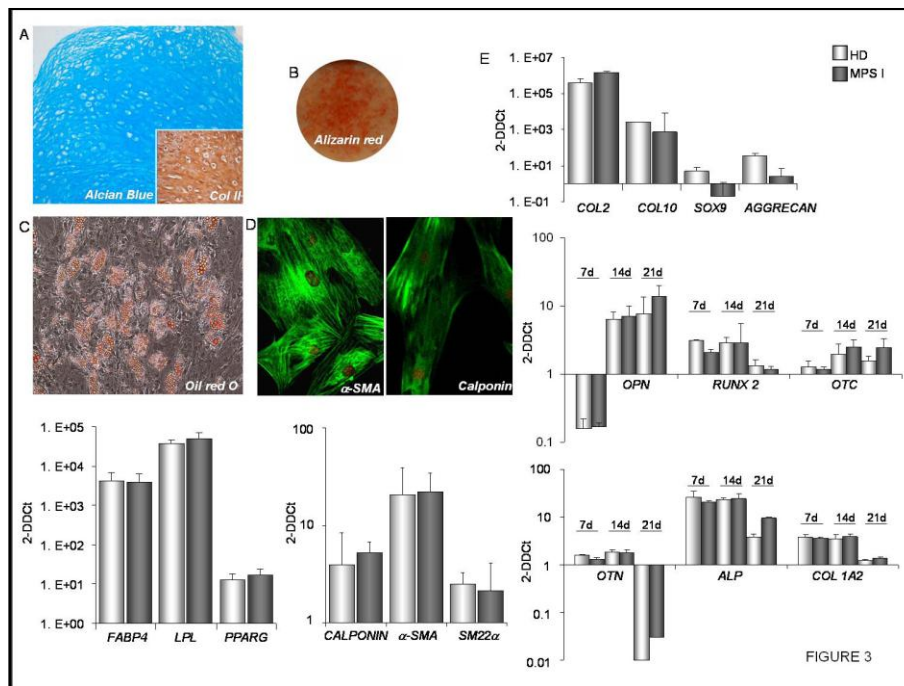 A
Alcian Blue
Col II
B
Alizarin red
C
Oil red O
D
α-SMA
Calponin
E
HD
MPS I
2-DDCt
1. E+07
1. E+05
1. E+03
1. E+01
1. E-01
COL2 COL10 SOX9 AGGRECAN
2-DDCt
100
10
1
0.1
7d 14d 21d
7d 14d 21d
7d 14d 21d
OPN RUNX 2 OTC
2-DDCt
1. E+05
1. E+04
1. E+03
1. E+02
1. E+01
1. E+00
FABP4 LPL PPARG
2-DDCt
100
10
1
CALPONIN α-SMA SM22α
2-DDCt
100
10
1
0.1
0.01
7d 14d 21d
7d 14d 21d
7d 14d 21d
OTN ALP COL 1A2
FIGURE 3